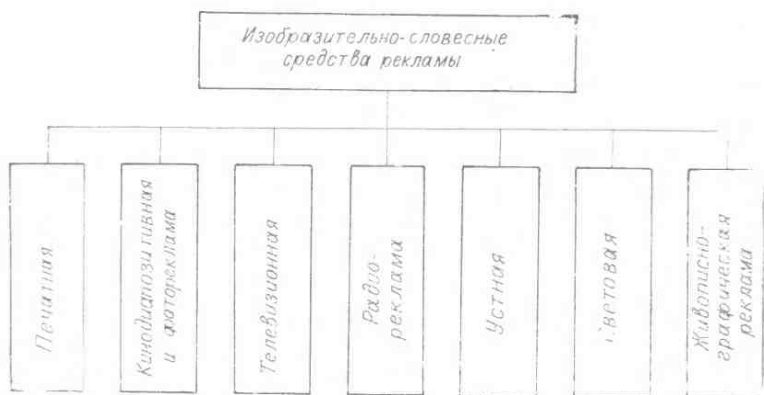 Изобразительно-словесные
средства рекламы
Печатная
Кинодиапозитивная
и фотореклама
Телевизионная
Радио-
реклама
Устная
Световая
Живописно-
графическая
реклама